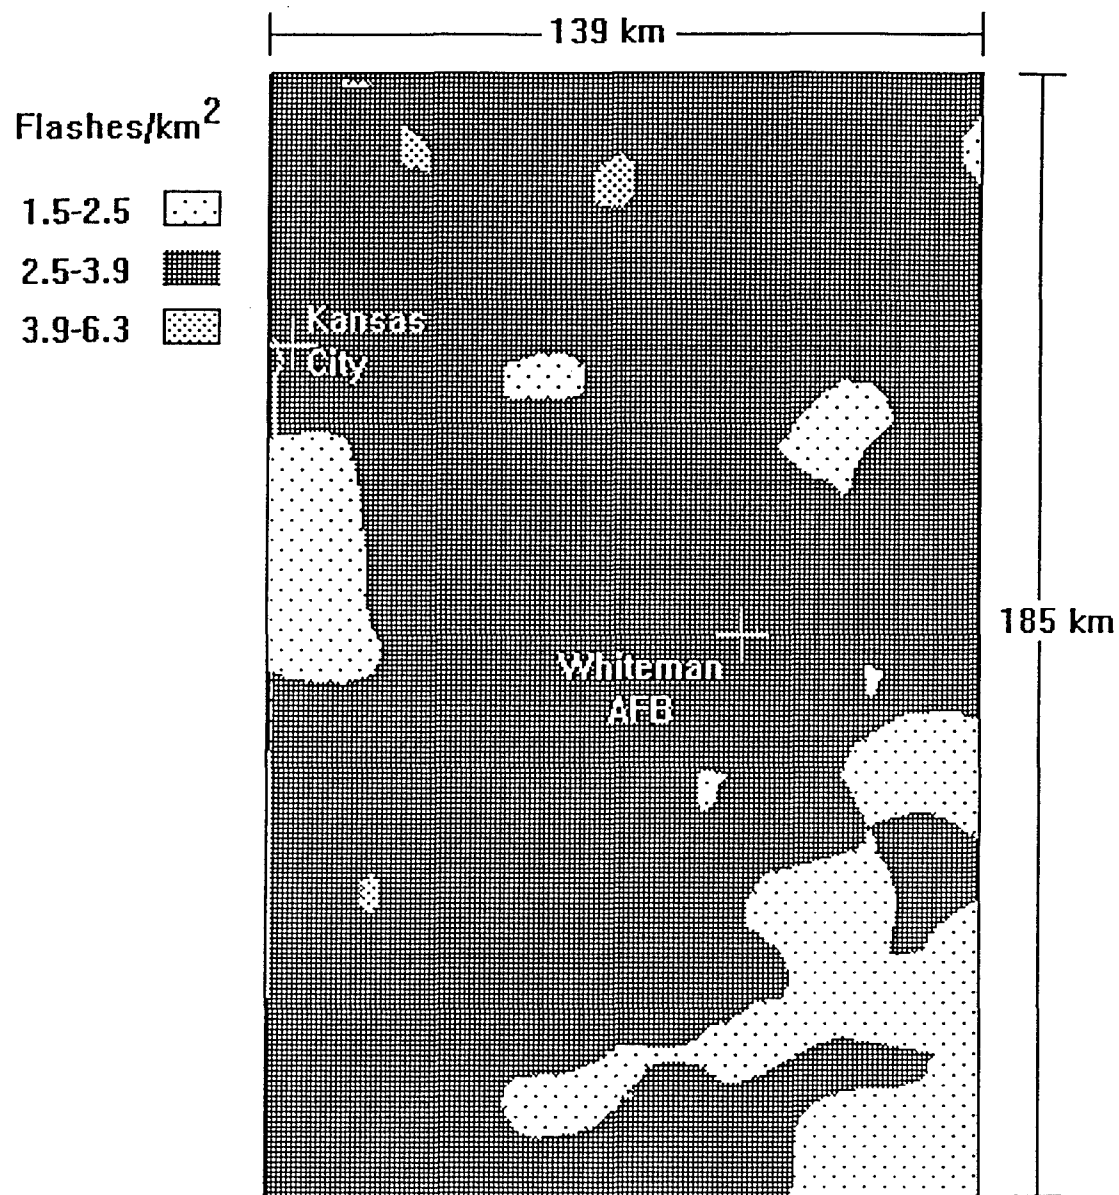 139 km
Flashes/km²
1.5-2.5
2.5-3.9
3.9-6.3
Kansas
City
185 km
Whiteman
AFB